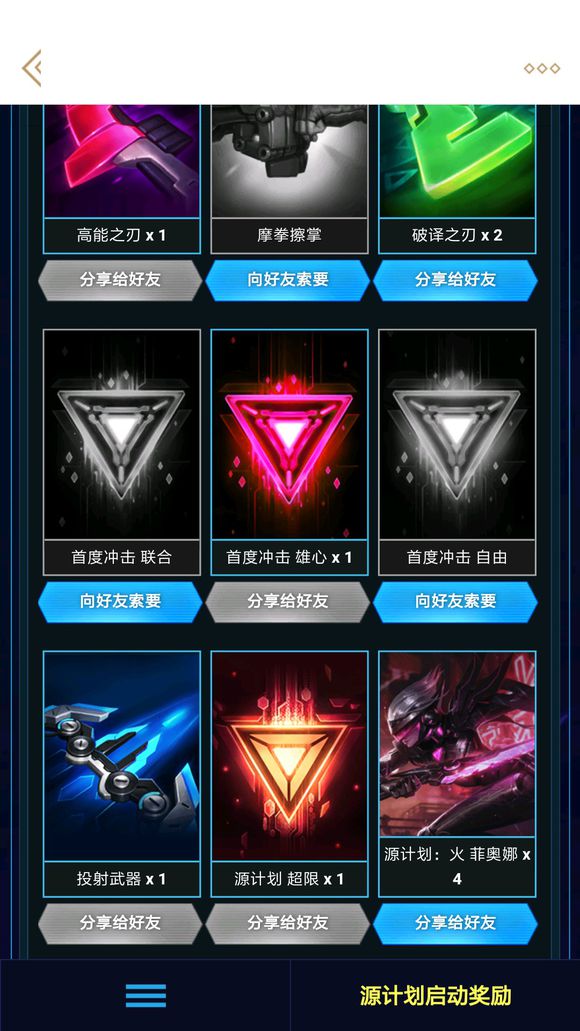 高能之刃 x 1
摩拳擦掌
破译之刃 x 2
分享给好友
向好友索要
分享给好友
首度冲击 联合
首度冲击 雄心 x 1
首度冲击 自由
向好友索要
分享给好友
向好友索要
投射武器 x 1
源计划 超限 x 1
源计划：火 菲奥娜 x
4
分享给好友
分享给好友
分享给好友
源计划启动奖励